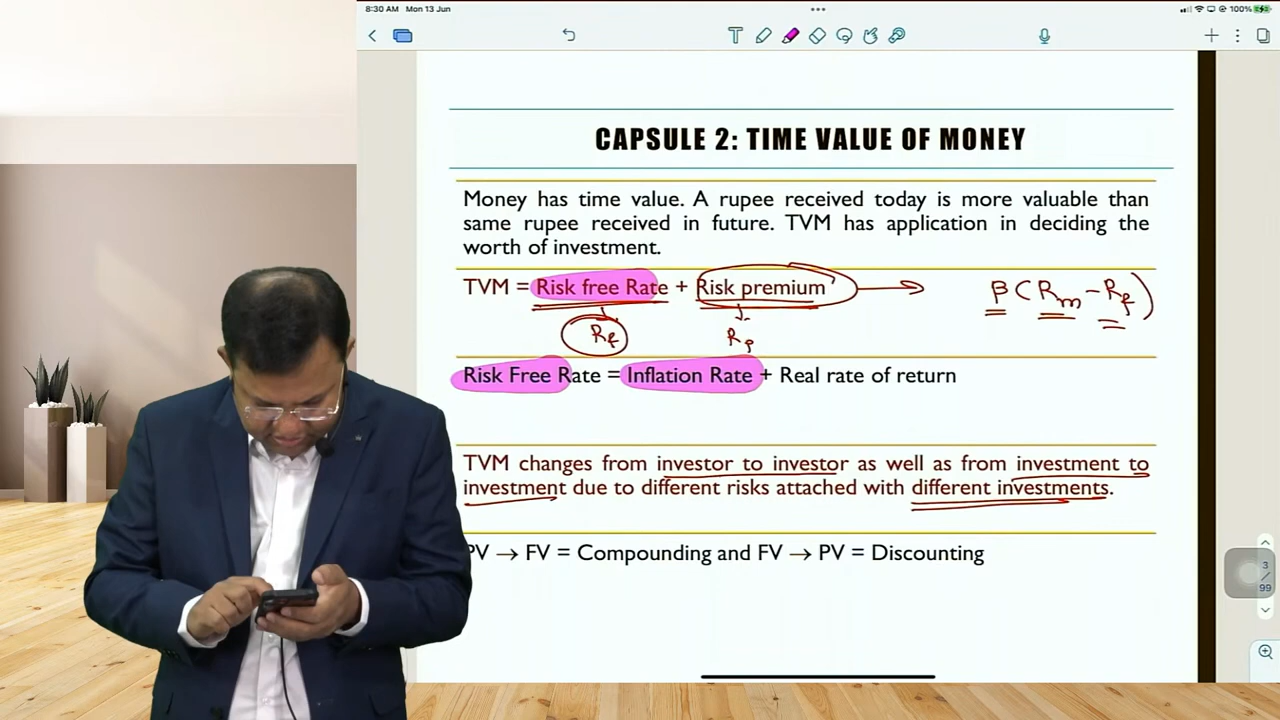 8:30 AM Mon 13 Jun
100%
CAPSULE 2: TIME VALUE OF MONEY
Money has time value. A rupee received today is more valuable than
same rupee received in future. TVM has application in deciding the
worth of investment.
TVM = Risk free Rate + Risk premium → β (Rm - Rf)
Rf Rp
Risk Free Rate = Inflation Rate + Real rate of return
TVM changes from investor to investor as well as from investment to
investment due to different risks attached with different investments.
PV → FV = Compounding and FV → PV = Discounting
3
/
99